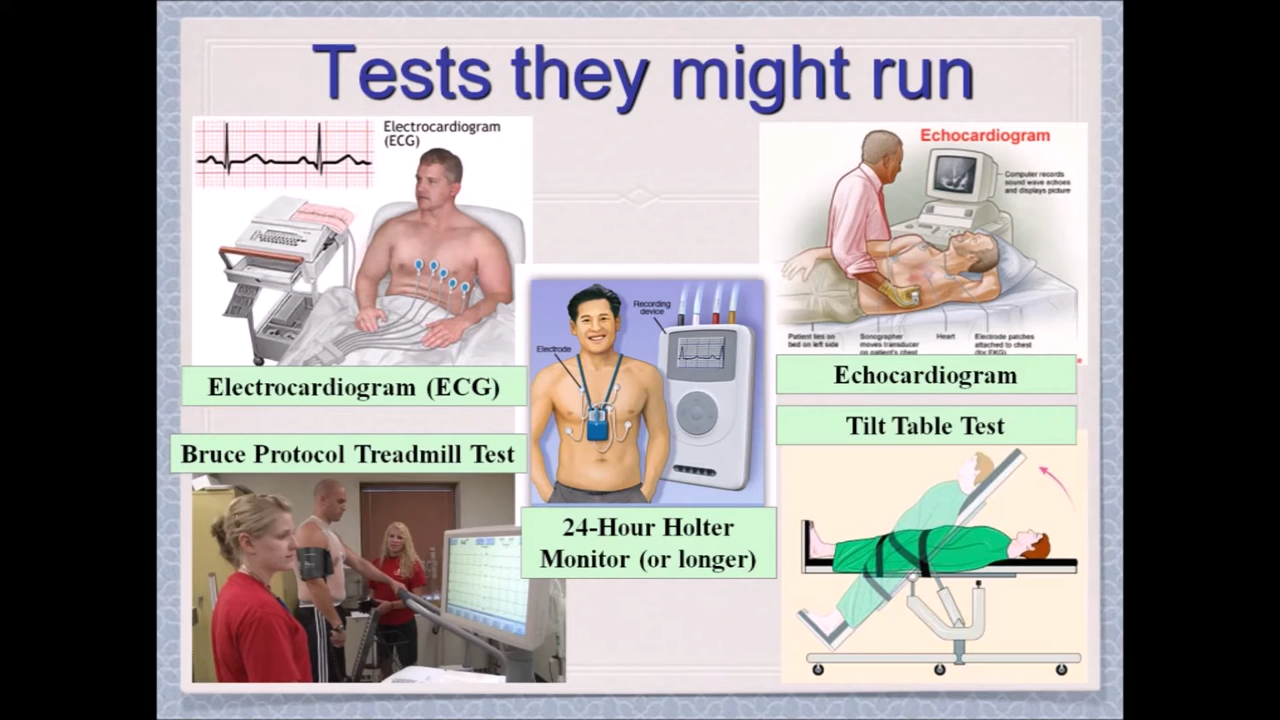 Tests they might run
Electrocardiogram
(ECG)
Electrocardiogram (ECG)
Bruce Protocol Treadmill Test
Recording
device
Electrode
24-Hour Holter
Monitor (or longer)
Echocardiogram
Computer records
sound wave echoes
and displays picture
Patient lies on
bed on left side
Sonographer
moves transducer
on patient's chest
Heart
Electrode patches
attached to chest
(for EKG)
Echocardiogram
Tilt Table Test